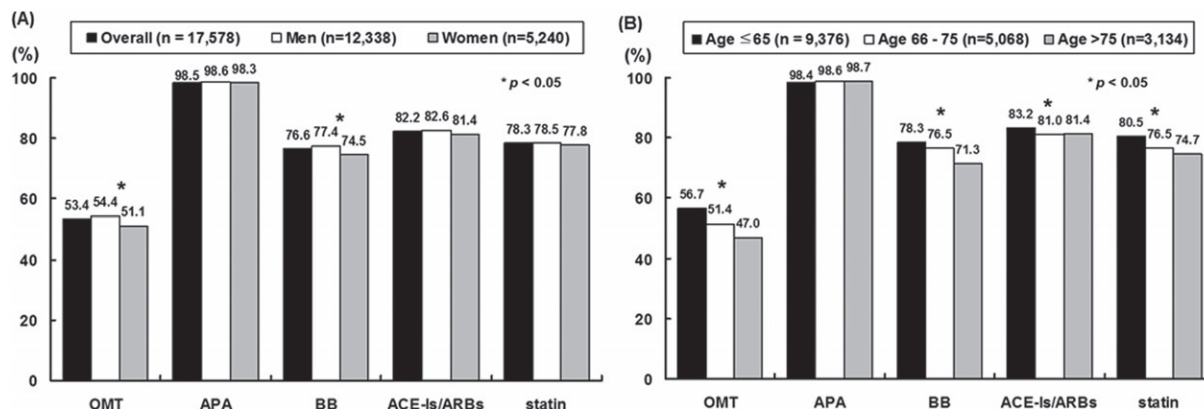 (A)
(%)
Overall (n = 17,578) Men (n=12,338) Women (n=5,240)
* p < 0.05
100
80
60
40
20
0
53.4 54.4 51.1 *
98.5 98.6 98.3
76.6 77.4 74.5 *
82.2 82.6 81.4
78.3 78.5 77.8
OMT APA BB ACE-Is/ARBs statin
(B)
(%)
Age ≤65 (n = 9,376) Age 66 - 75 (n=5,068) Age >75 (n=3,134)
* p < 0.05
100
80
60
40
20
0
56.7 51.4 47.0 *
98.4 98.6 98.7
78.3 76.5 71.3 *
83.2 81.0 81.4 *
80.5 76.5 74.7 *
OMT APA BB ACE-Is/ARBs statin